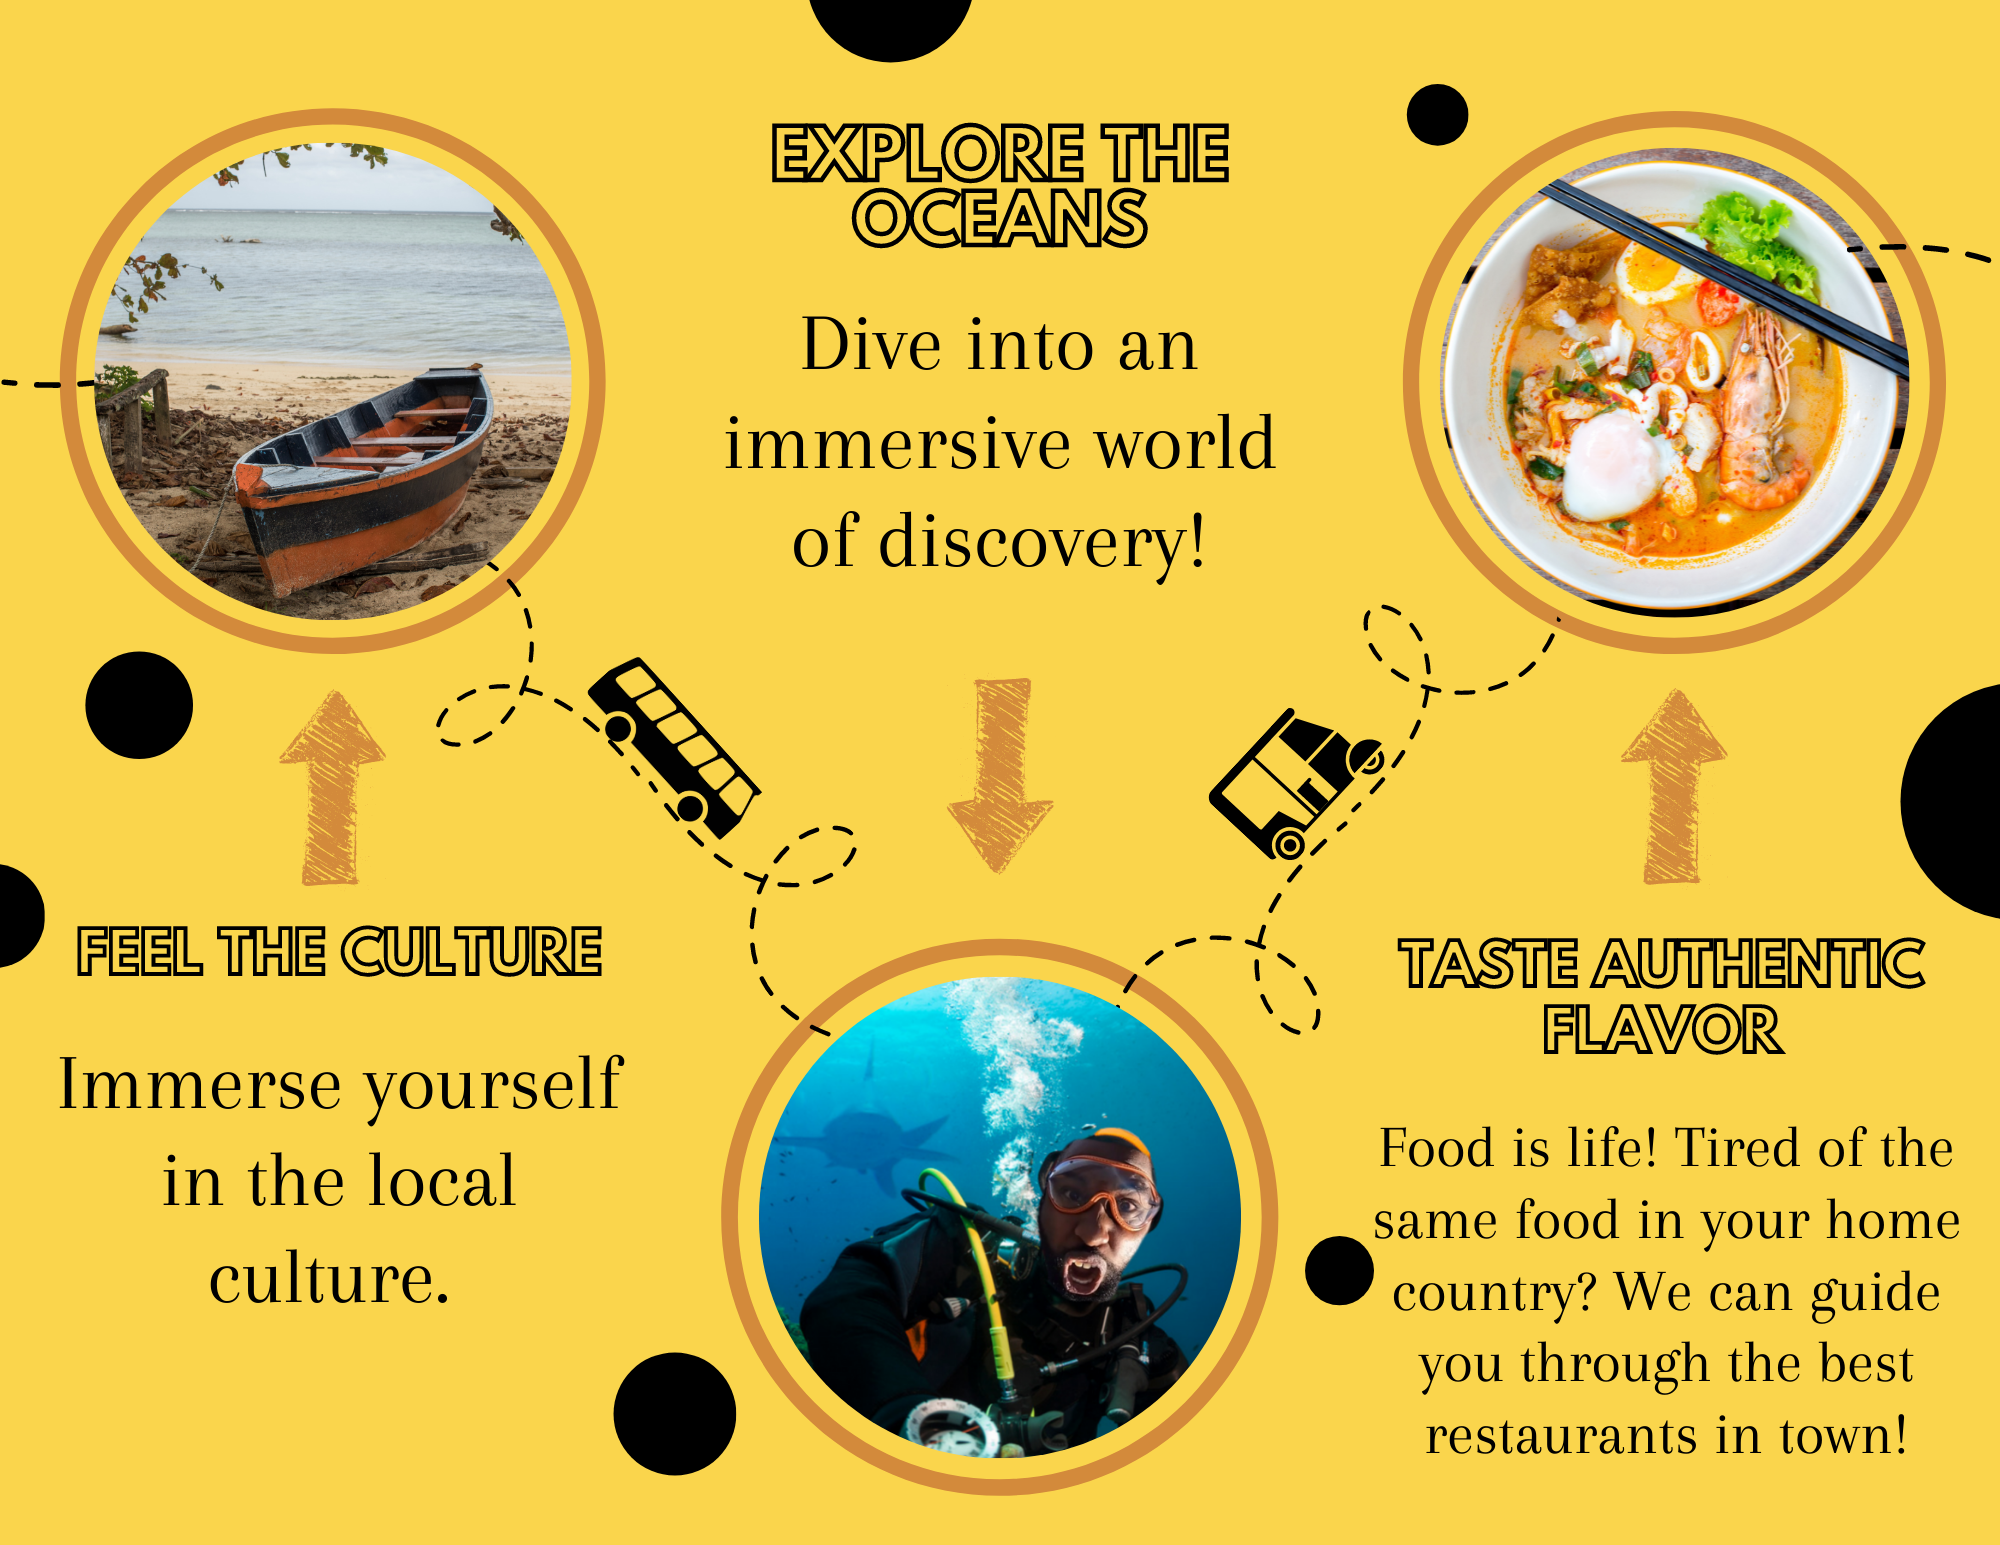 EXPLORE THE
OCEANS
Dive into an
immersive world
of discovery!
FEEL THE CULTURE
Immerse yourself
in the local
culture.
TASTE AUTHENTIC
FLAVOR
Food is life! Tired of the
same food in your home
country? We can guide
you through the best
restaurants in town!